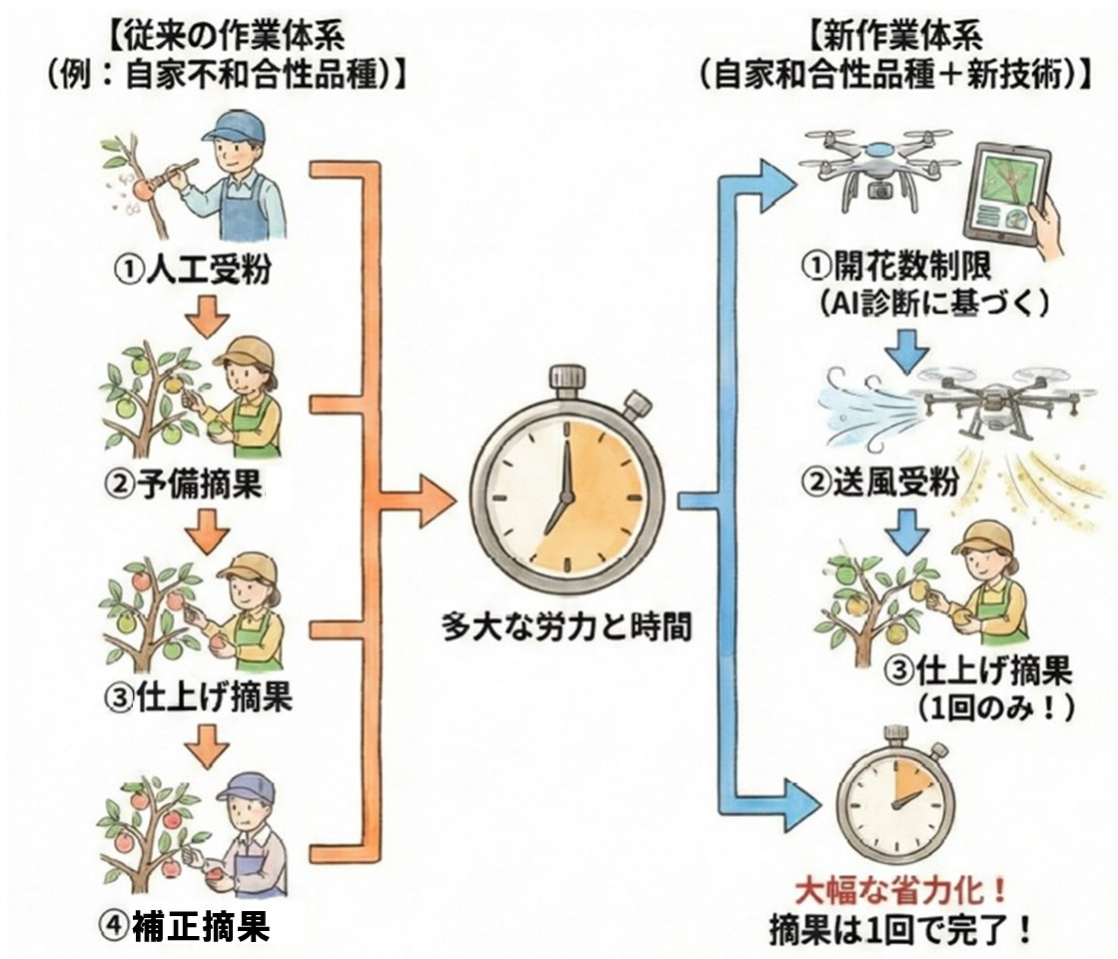 【従来の作業体系
（例：自家不和合性品種）】
①人工受粉
②予備摘果
③仕上げ摘果
④補正摘果
多大な労力と時間
【新作業体系
（自家和合性品種＋新技術）】
①開花数制限
（AI診断に基づく）
②送風受粉
③仕上げ摘果
（1回のみ！）
大幅な省力化！
摘果は1回で完了！